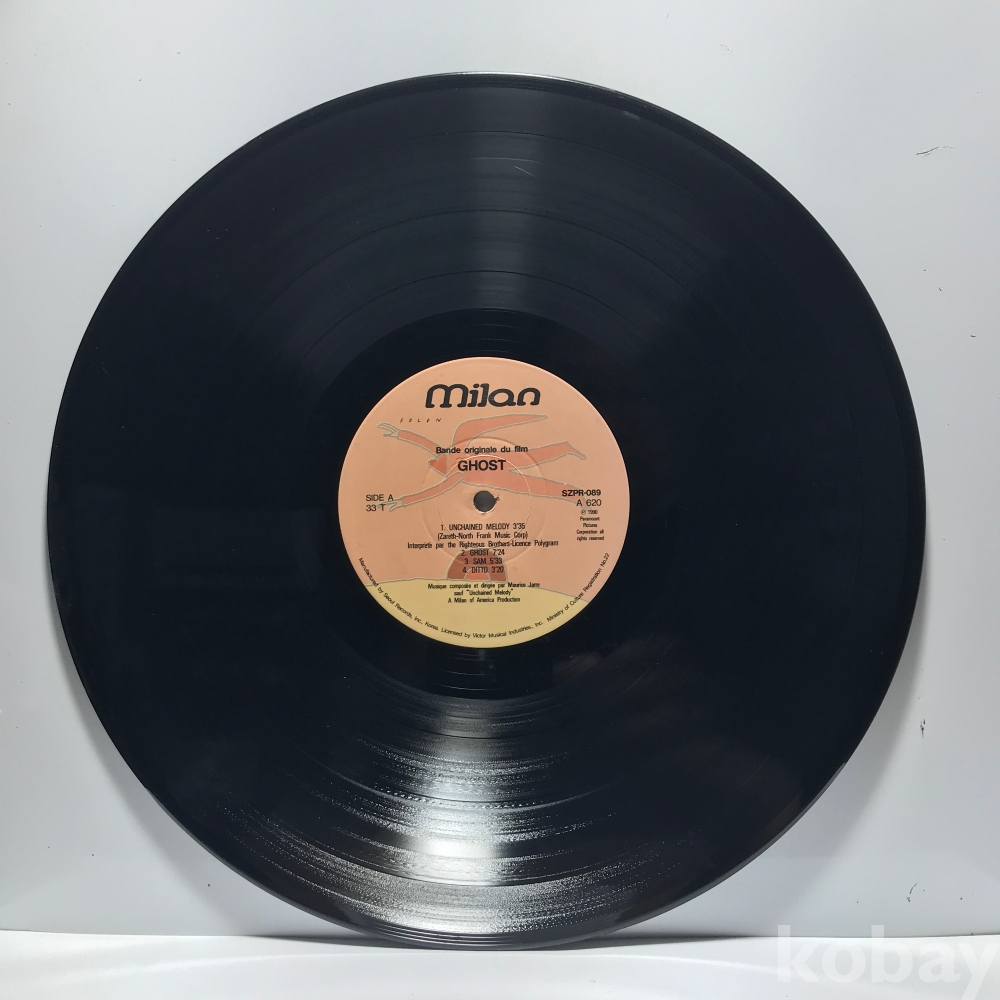 Milan
FOLON
Bande originale du film
GHOST
SIDE A
33 T
SZPR-089
A 620
℗ 1990
Paramount
Pictures
Corporation all
rights reserved
1. UNCHAINED MELODY 3'35
(Zareth-North Frank Music Corp)
Interprété par the Righteous Brothers-Licence Polygram
2. GHOST 7'24
3. SAM 5'33
4. DITTO 3'20
Musique composée et dirigée par Maurice Jarre
sauf "Unchained Melody"
A Milan of America Production
Manufactured by Seoul Records, Inc., Korea. Licensed by Victor Musical Industries., Inc. Ministry of Culture Registration No.22
kobay